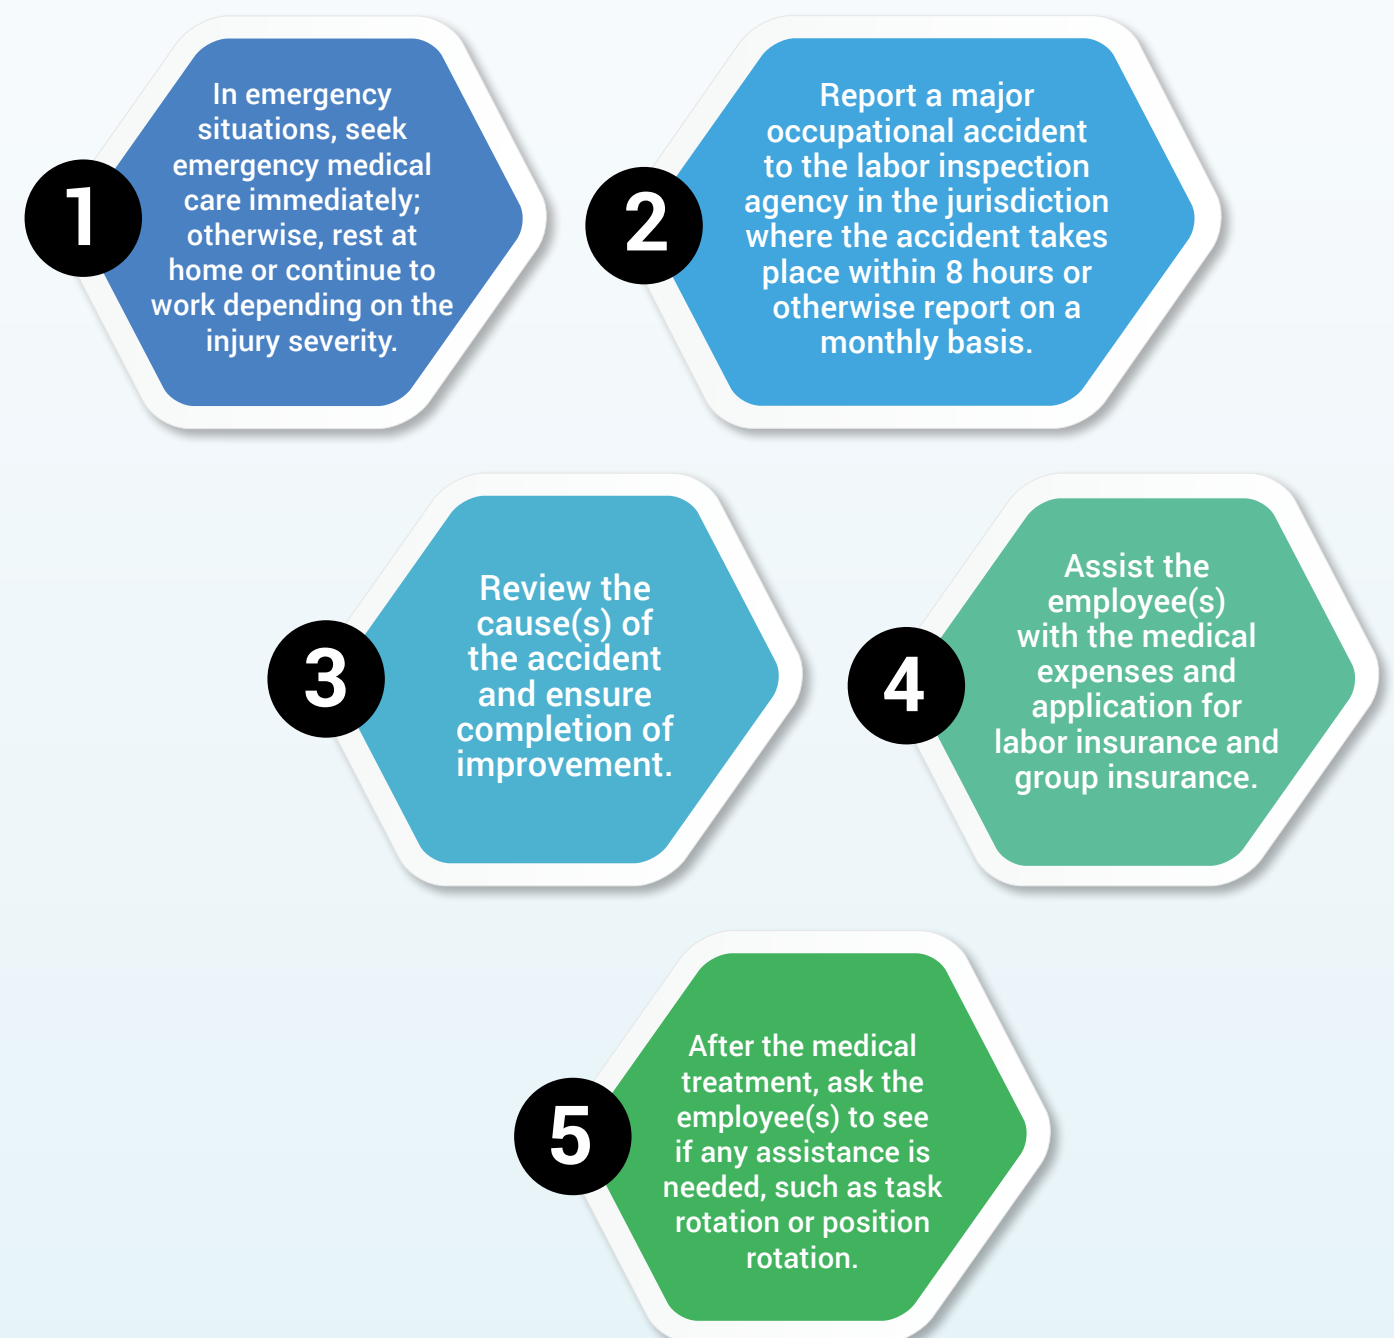 1
In emergency
situations, seek
emergency medical
care immediately;
otherwise, rest at
home or continue to
work depending on the
injury severity.
2
Report a major
occupational accident
to the labor inspection
agency in the jurisdiction
where the accident takes
place within 8 hours or
otherwise report on a
monthly basis.
3
Review the
cause(s) of
the accident
and ensure
completion of
improvement.
4
Assist the
employee(s)
with the medical
expenses and
application for
labor insurance and
group insurance.
5
After the medical
treatment, ask the
employee(s) to see
if any assistance is
needed, such as task
rotation or position
rotation.